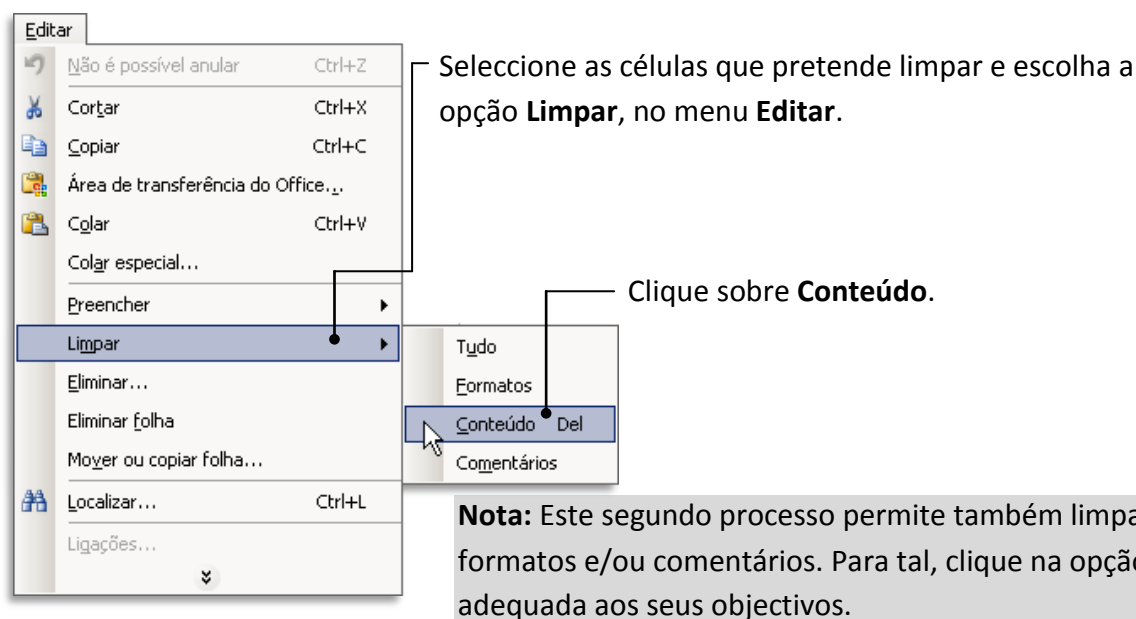 Editar
Não é possível anular Ctrl+Z
Cortar Ctrl+X
Copiar Ctrl+C
Área de transferência do Office...
Colar Ctrl+V
Colar especial...
Preencher
Limpar
Eliminar...
Eliminar folha
Mover ou copiar folha...
Localizar... Ctrl+L
Ligações...
Seleccione as células que pretende limpar e escolha a
opção Limpar, no menu Editar.
Clique sobre Conteúdo.
Tudo
Formatos
Conteúdo Del
Comentários
Nota: Este segundo processo permite também limpa
formatos e/ou comentários. Para tal, clique na opção
adequada aos seus objectivos.